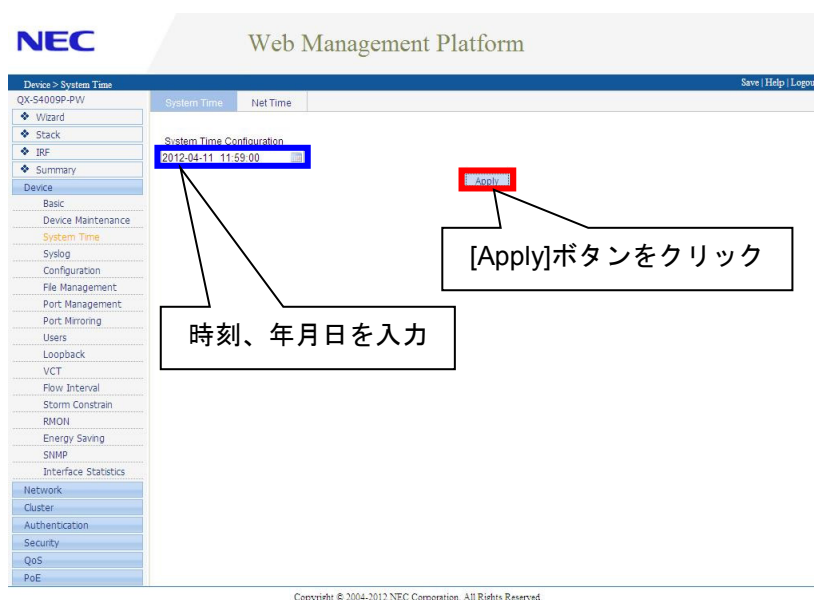 NEC
Web Management Platform
Device > System Time
Save | Help | Logou
QX-S4009P-PW
System Time
Net Time
Wizard
Stack
IRF
Summary
Device
Basic
Device Maintenance
System Time
Syslog
Configuration
File Management
Port Management
Port Mirroring
Users
Loopback
VCT
Flow Interval
Storm Constrain
RMON
Energy Saving
SNMP
Interface Statistics
Network
Cluster
Authentication
Security
QoS
PoE
System Time Configuration
2012-04-11 11:59:00
Apply
[Apply]ボタンをクリック
時刻、年月日を入力
Copyright © 2004-2012 NEC Corporation. All Rights Reserved.